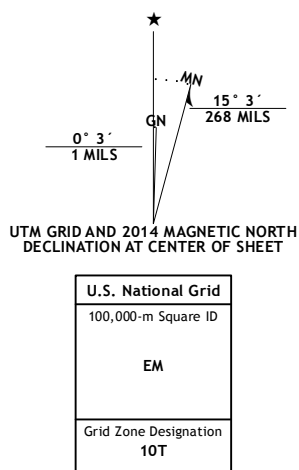 MN
GN
15° 3´
268 MILS
0° 3´
1 MILS
UTM GRID AND 2014 MAGNETIC NORTH
DECLINATION AT CENTER OF SHEET
U.S. National Grid
100,000-m Square ID
EM
Grid Zone Designation
10T